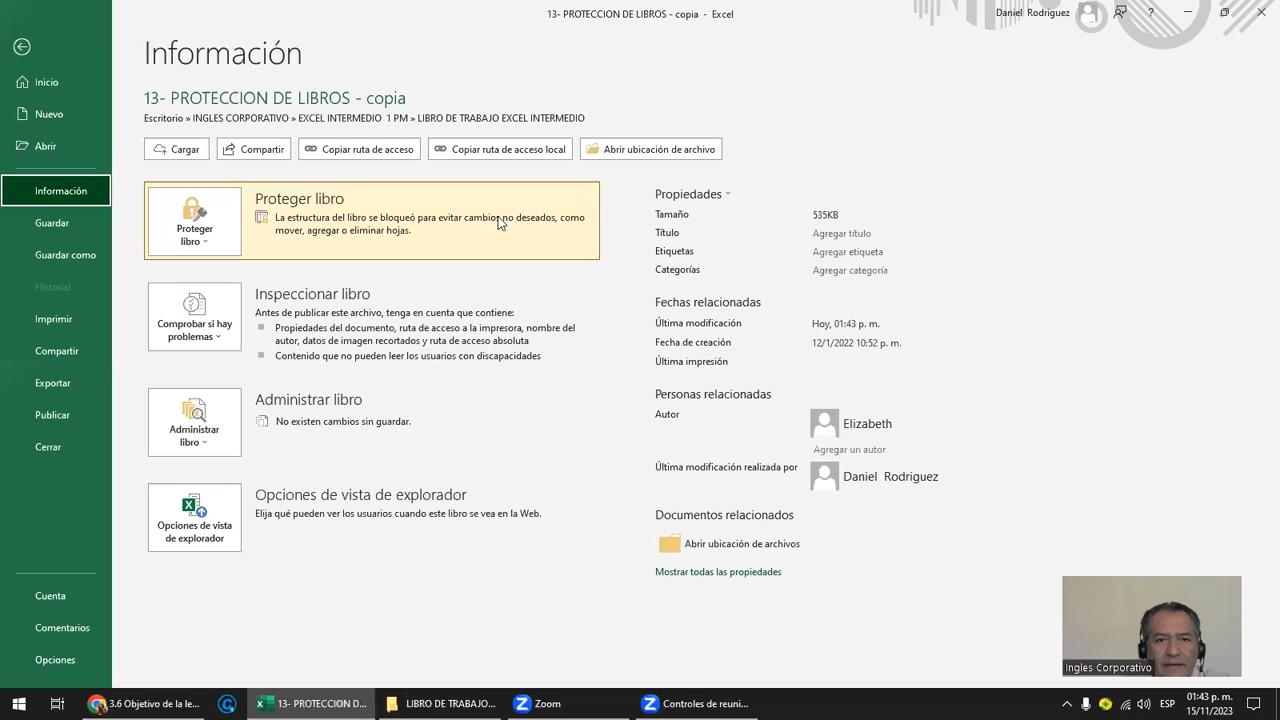 13- PROTECCION DE LIBROS - copia - Excel
Daniel Rodriguez
?
Información
Inicio
Nuevo
Abrir
Información
Guardar
Guardar como
Historial
Imprimir
Compartir
Exportar
Publicar
Cerrar
Cuenta
Comentarios
Opciones
13- PROTECCION DE LIBROS - copia
Escritorio » INGLES CORPORATIVO » EXCEL INTERMEDIO 1 PM » LIBRO DE TRABAJO EXCEL INTERMEDIO
Cargar
Compartir
Copiar ruta de acceso
Copiar ruta de acceso local
Abrir ubicación de archivo
Proteger
libro
Proteger libro
La estructura del libro se bloqueó para evitar cambios no deseados, como
mover, agregar o eliminar hojas.
Comprobar si hay
problemas
Inspeccionar libro
Antes de publicar este archivo, tenga en cuenta que contiene:
Propiedades del documento, ruta de acceso a la impresora, nombre del
autor, datos de imagen recortados y ruta de acceso absoluta
Contenido que no pueden leer los usuarios con discapacidades
Administrar
libro
Administrar libro
No existen cambios sin guardar.
Opciones de vista
de explorador
Opciones de vista de explorador
Elija qué pueden ver los usuarios cuando este libro se vea en la Web.
Propiedades
Tamaño 535KB
Título Agregar título
Etiquetas Agregar etiqueta
Categorías Agregar categoría
Fechas relacionadas
Última modificación Hoy, 01:43 p. m.
Fecha de creación 12/1/2022 10:52 p. m.
Última impresión
Personas relacionadas
Autor Elizabeth
Agregar un autor
Última modificación realizada por Daniel Rodriguez
Documentos relacionados
Abrir ubicación de archivos
Mostrar todas las propiedades
Ingles Corporativo
3.6 Objetivo de la le...
13- PROTECCION D...
LIBRO DE TRABAJO...
Zoom
Controles de reuni...
ESP
01:43 p. m.
15/11/2023